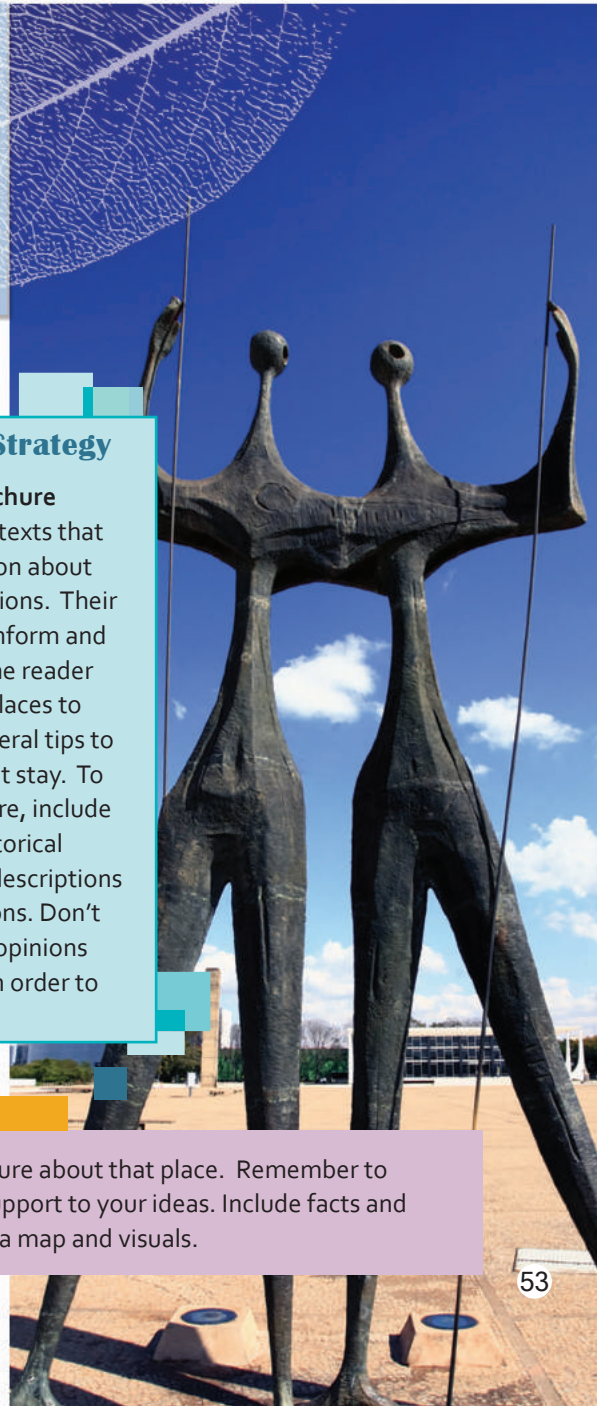 Strategy
chure
texts that
on about
ions. Their
nform and
he reader
laces to
eral tips to
t stay. To
re, include
torical
descriptions
ons. Don't
opinions
n order to
ure about that place. Remember to
upport to your ideas. Include facts and
a map and visuals.
53